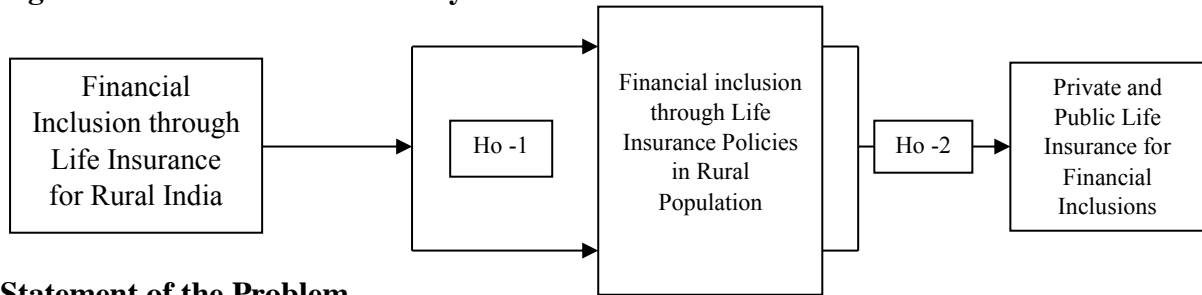 Financial
Inclusion through
Life Insurance
for Rural India
Ho -1
Financial inclusion
through Life
Insurance Policies
in Rural
Population
Ho -2
Private and
Public Life
Insurance for
Financial
Inclusions
Statement of the Problem